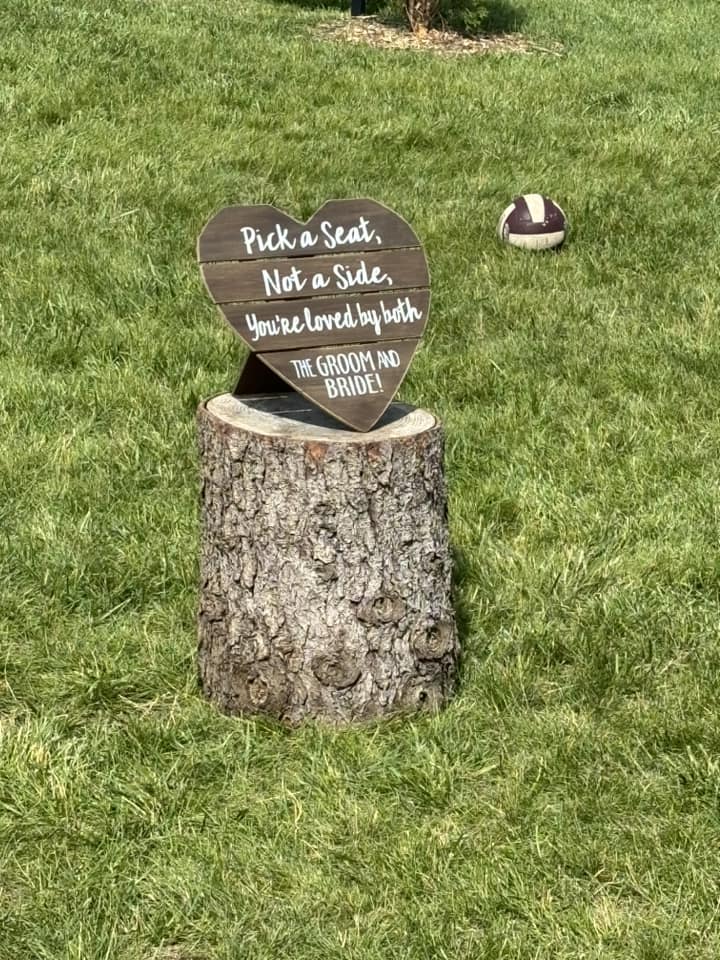 Pick a Seat,
Not a Side,
You're loved by both
THE GROOM AND
BRIDE!